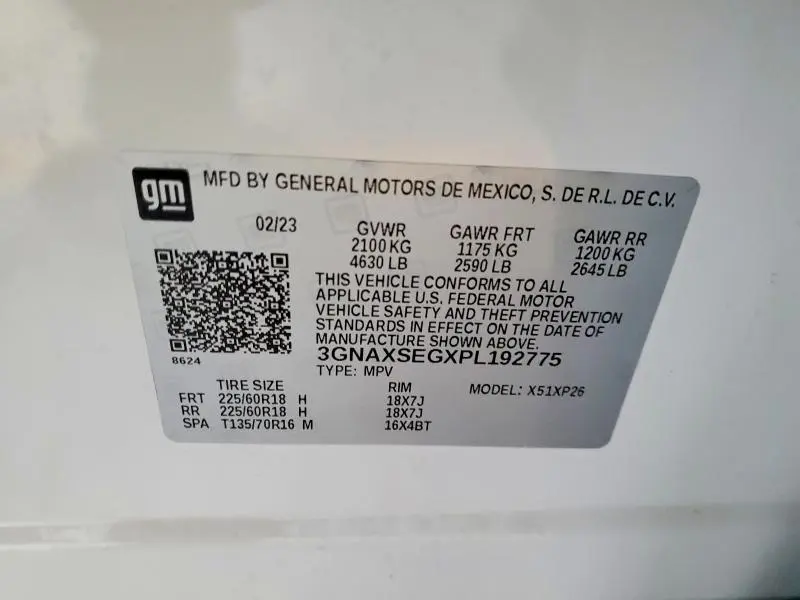 gm MFD BY GENERAL MOTORS DE MEXICO, S. DE R.L. DE C.V.
02/23 GVWR GAWR FRT GAWR RR
2100 KG 1175 KG 1200 KG
4630 LB 2590 LB 2645 LB
THIS VEHICLE CONFORMS TO ALL
APPLICABLE U.S. FEDERAL MOTOR
VEHICLE SAFETY AND THEFT PREVENTION
STANDARDS IN EFFECT ON THE DATE OF
MANUFACTURE SHOWN ABOVE.
8624 3GNAXSEGXPL192775
TYPE: MPV
TIRE SIZE RIM MODEL: X51XP26
FRT 225/60R18 H 18X7J
RR 225/60R18 H 18X7J
SPA T135/70R16 M 16X4BT